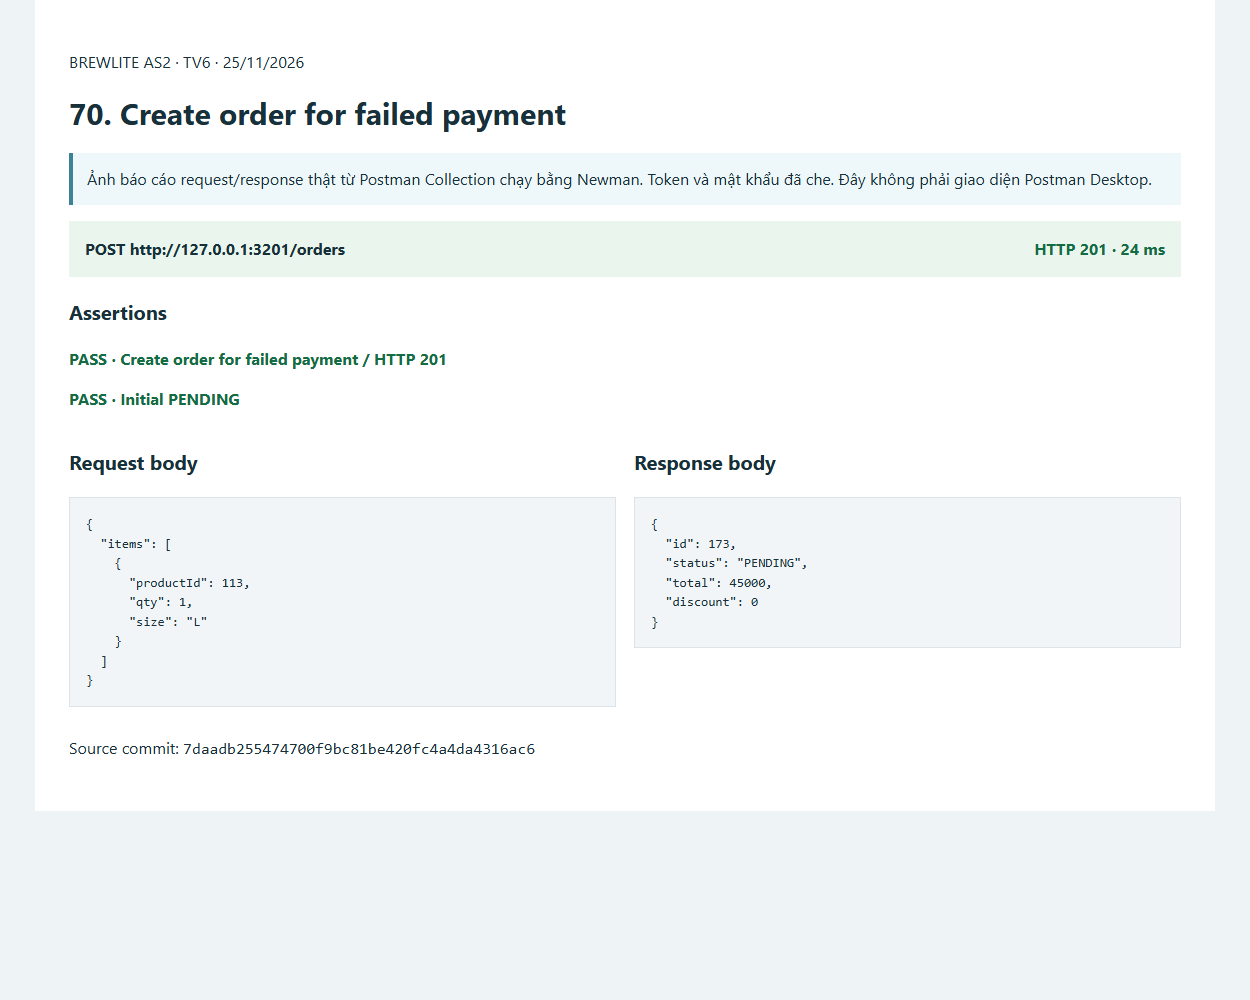 BREWLITE AS2 · TV6 · 25/11/2026
70. Create order for failed payment
Ảnh báo cáo request/response thật từ Postman Collection chạy bằng Newman. Token và mật khẩu đã che. Đây không phải giao diện Postman Desktop.
POST http://127.0.0.1:3201/orders
HTTP 201 · 24 ms
Assertions
PASS · Create order for failed payment / HTTP 201
PASS · Initial PENDING
Request body
{
  "items": [
    {
      "productId": 113,
      "qty": 1,
      "size": "L"
    }
  ]
}
Response body
{
  "id": 173,
  "status": "PENDING",
  "total": 45000,
  "discount": 0
}
Source commit: 7daadb255474700f9bc81be420fc4a4da4316ac6